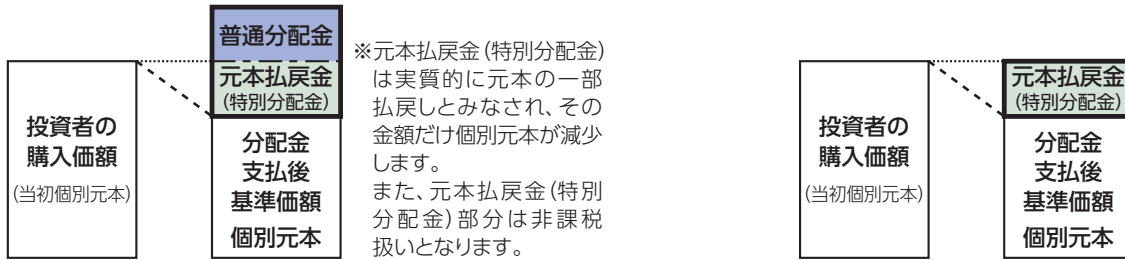 投資者の
購入価額
(当初個別元本)
普通分配金
元本払戻金
(特別分配金)
分配金
支払後
基準価額
個別元本
※元本払戻金(特別分配金)
は実質的に元本の一部
払戻しとみなされ、その
金額だけ個別元本が減少
します。
また、元本払戻金(特別
分配金)部分は非課税
扱いとなります。
投資者の
購入価額
(当初個別元本)
元本払戻金
(特別分配金)
分配金
支払後
基準価額
個別元本